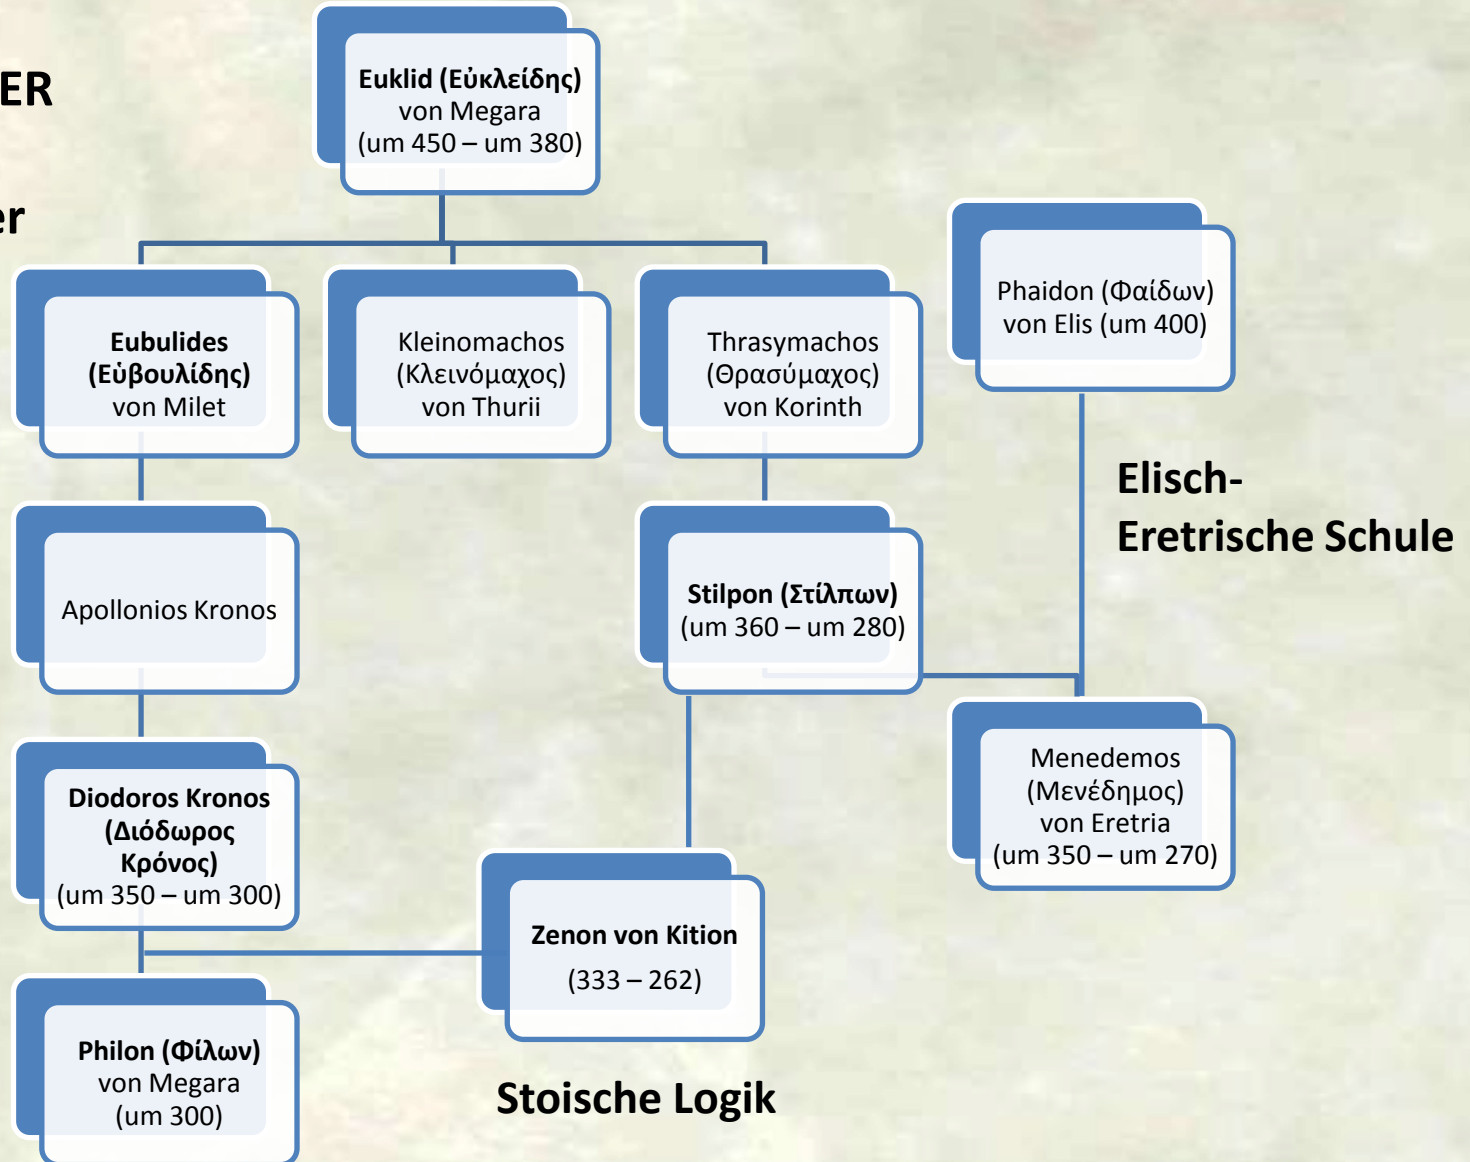 ER
er
Euklid (Εὐκλείδης)
von Megara
(um 450 – um 380)
Eubulides
(Εὐβουλίδης)
von Milet
Kleinomachos
(Κλεινόμαχος)
von Thurii
Thrasymachos
(Θρασύμαχος)
von Korinth
Phaidon (Φαίδων)
von Elis (um 400)
Elisch-
Eretrische Schule
Apollonios Kronos
Stilpon (Στίλπων)
(um 360 – um 280)
Diodoros Kronos
(Διόδωρος
Κρόνος)
(um 350 – um 300)
Menedemos
(Μενέδημος)
von Eretria
(um 350 – um 270)
Zenon von Kition
(333 – 262)
Philon (Φίλων)
von Megara
(um 300)
Stoische Logik